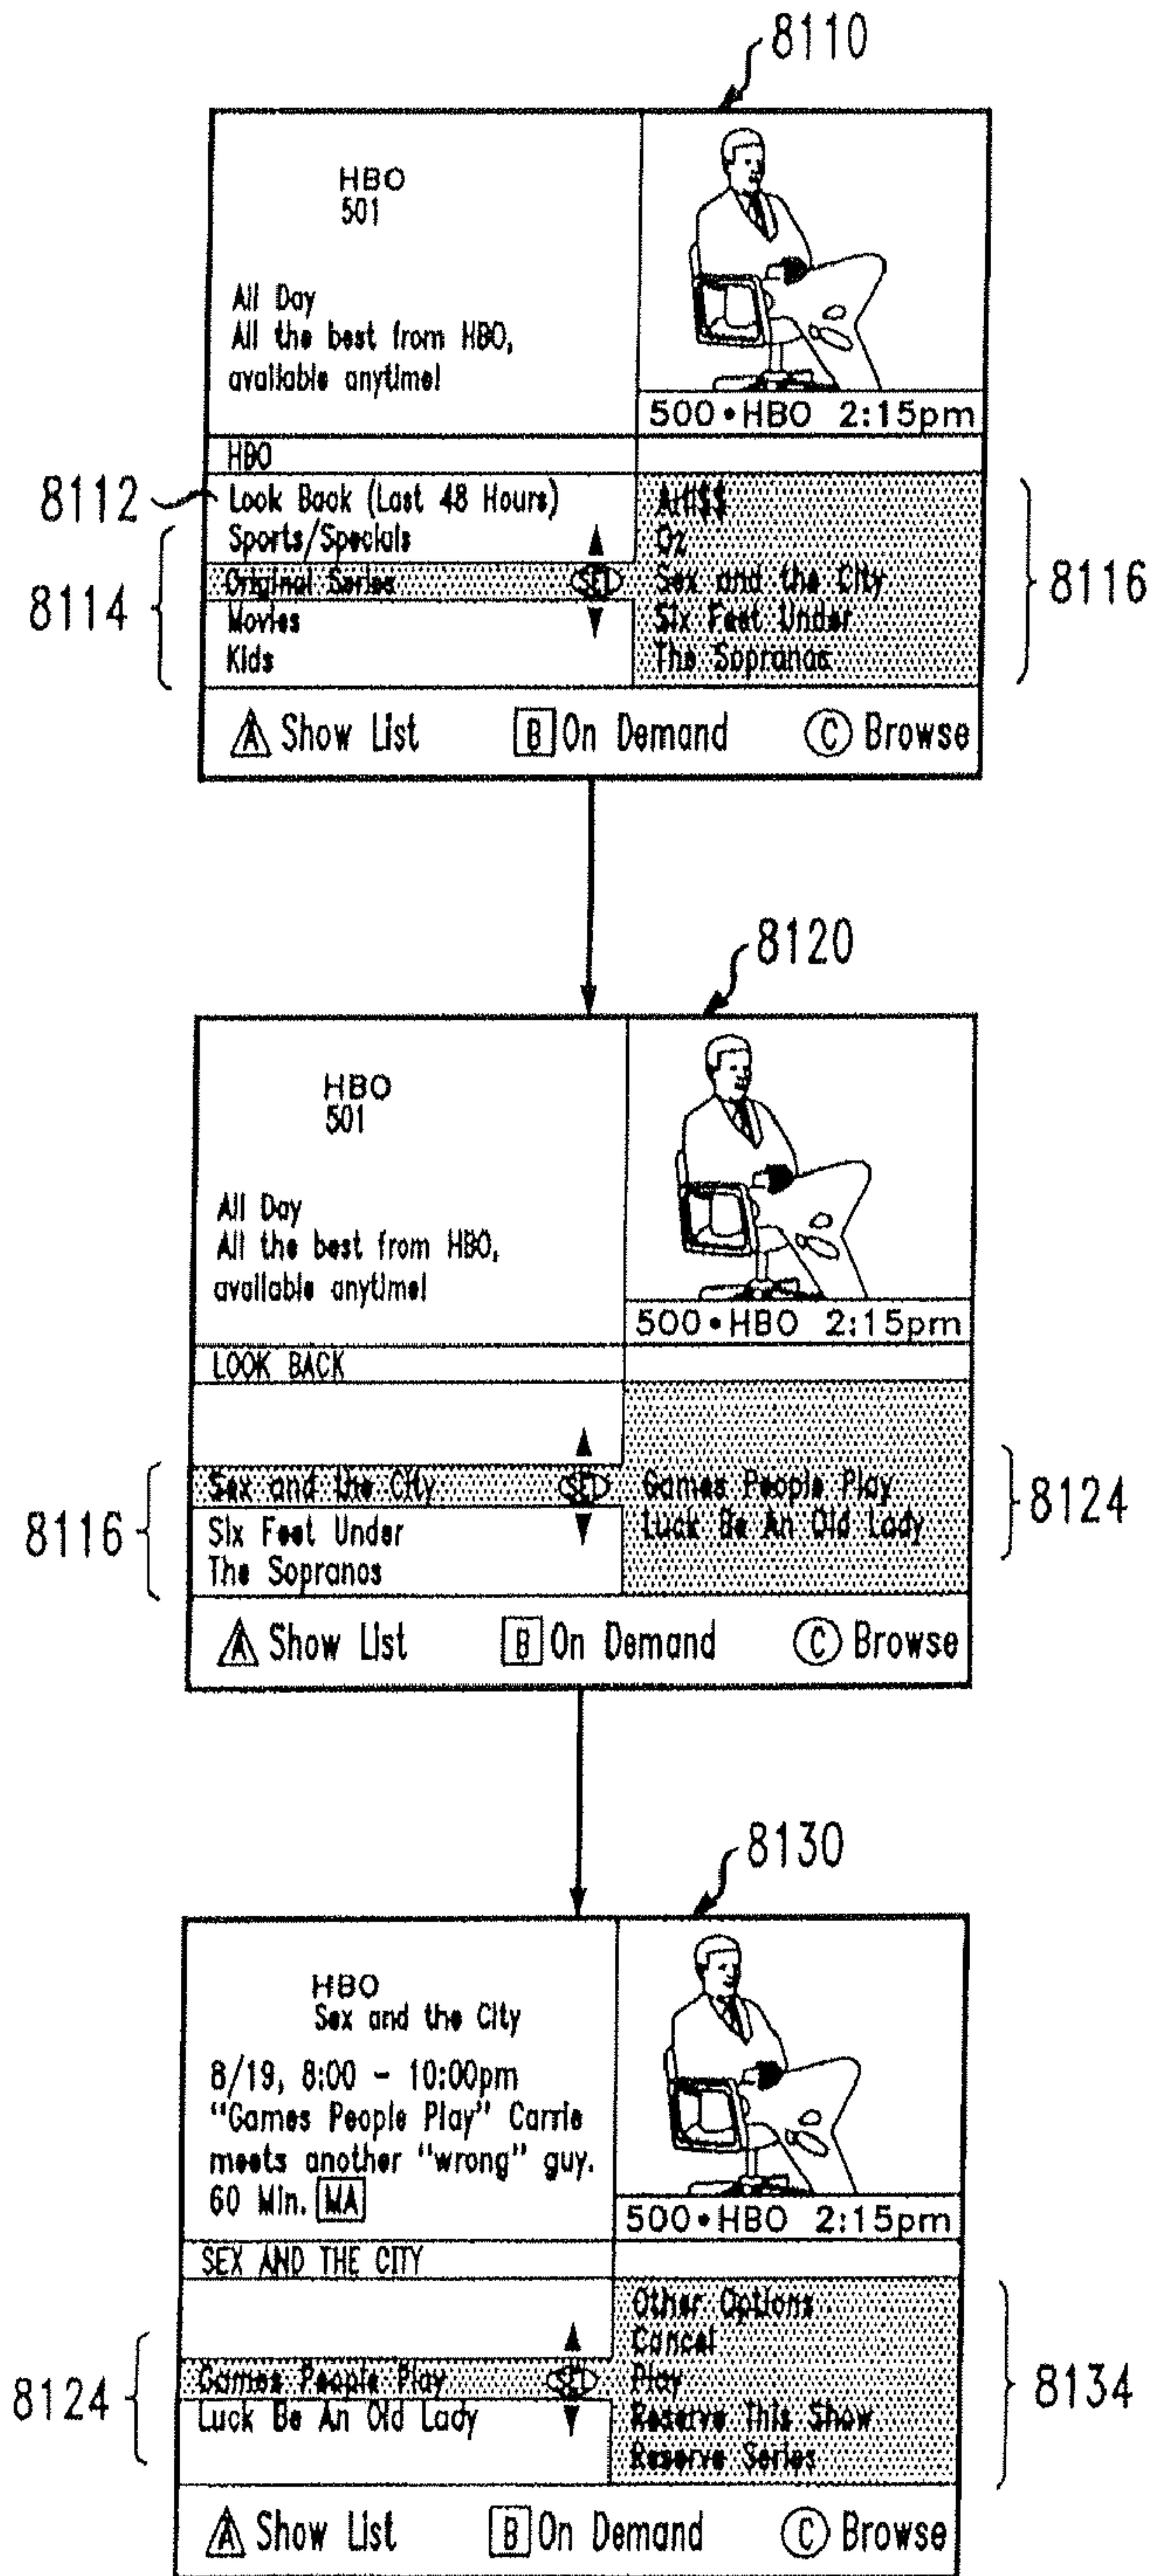 8110
HBO
501
All Day
All the best from HBO,
available anytime!
500•HBO 2:15pm
HBO
8112
Look Back (Last 48 Hours)
Sports/Specials
Original Series
SEL
Movies
Kids
8114
Arli$$
Oz
Sex and the City
Six Feet Under
The Sopranos
8116
A Show List
B On Demand
C Browse
8120
HBO
501
All Day
All the best from HBO,
available anytime!
500•HBO 2:15pm
LOOK BACK
Sex and the City
SEL
Six Feet Under
The Sopranos
8116
Games People Play
Luck Be An Old Lady
8124
A Show List
B On Demand
C Browse
8130
HBO
Sex and the City
8/19, 8:00 - 10:00pm
"Games People Play" Carrie
meets another "wrong" guy.
60 Min. MA
500•HBO 2:15pm
SEX AND THE CITY
Games People Play
SEL
Luck Be An Old Lady
8124
Other Options
Cancel
Play
Reserve This Show
Reserve Series
8134
A Show List
B On Demand
C Browse